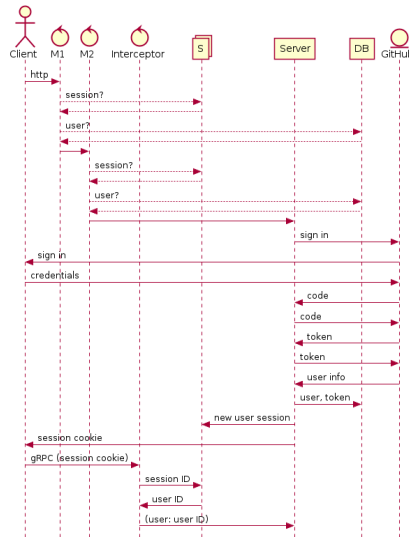 Client M1 M2 Interceptor S Server DB GitHub
http
session?
user?
session?
user?
sign in
sign in
credentials
code
code
token
token
user info
user, token
new user session
session cookie
gRPC (session cookie)
session ID
user ID
(user: user ID)